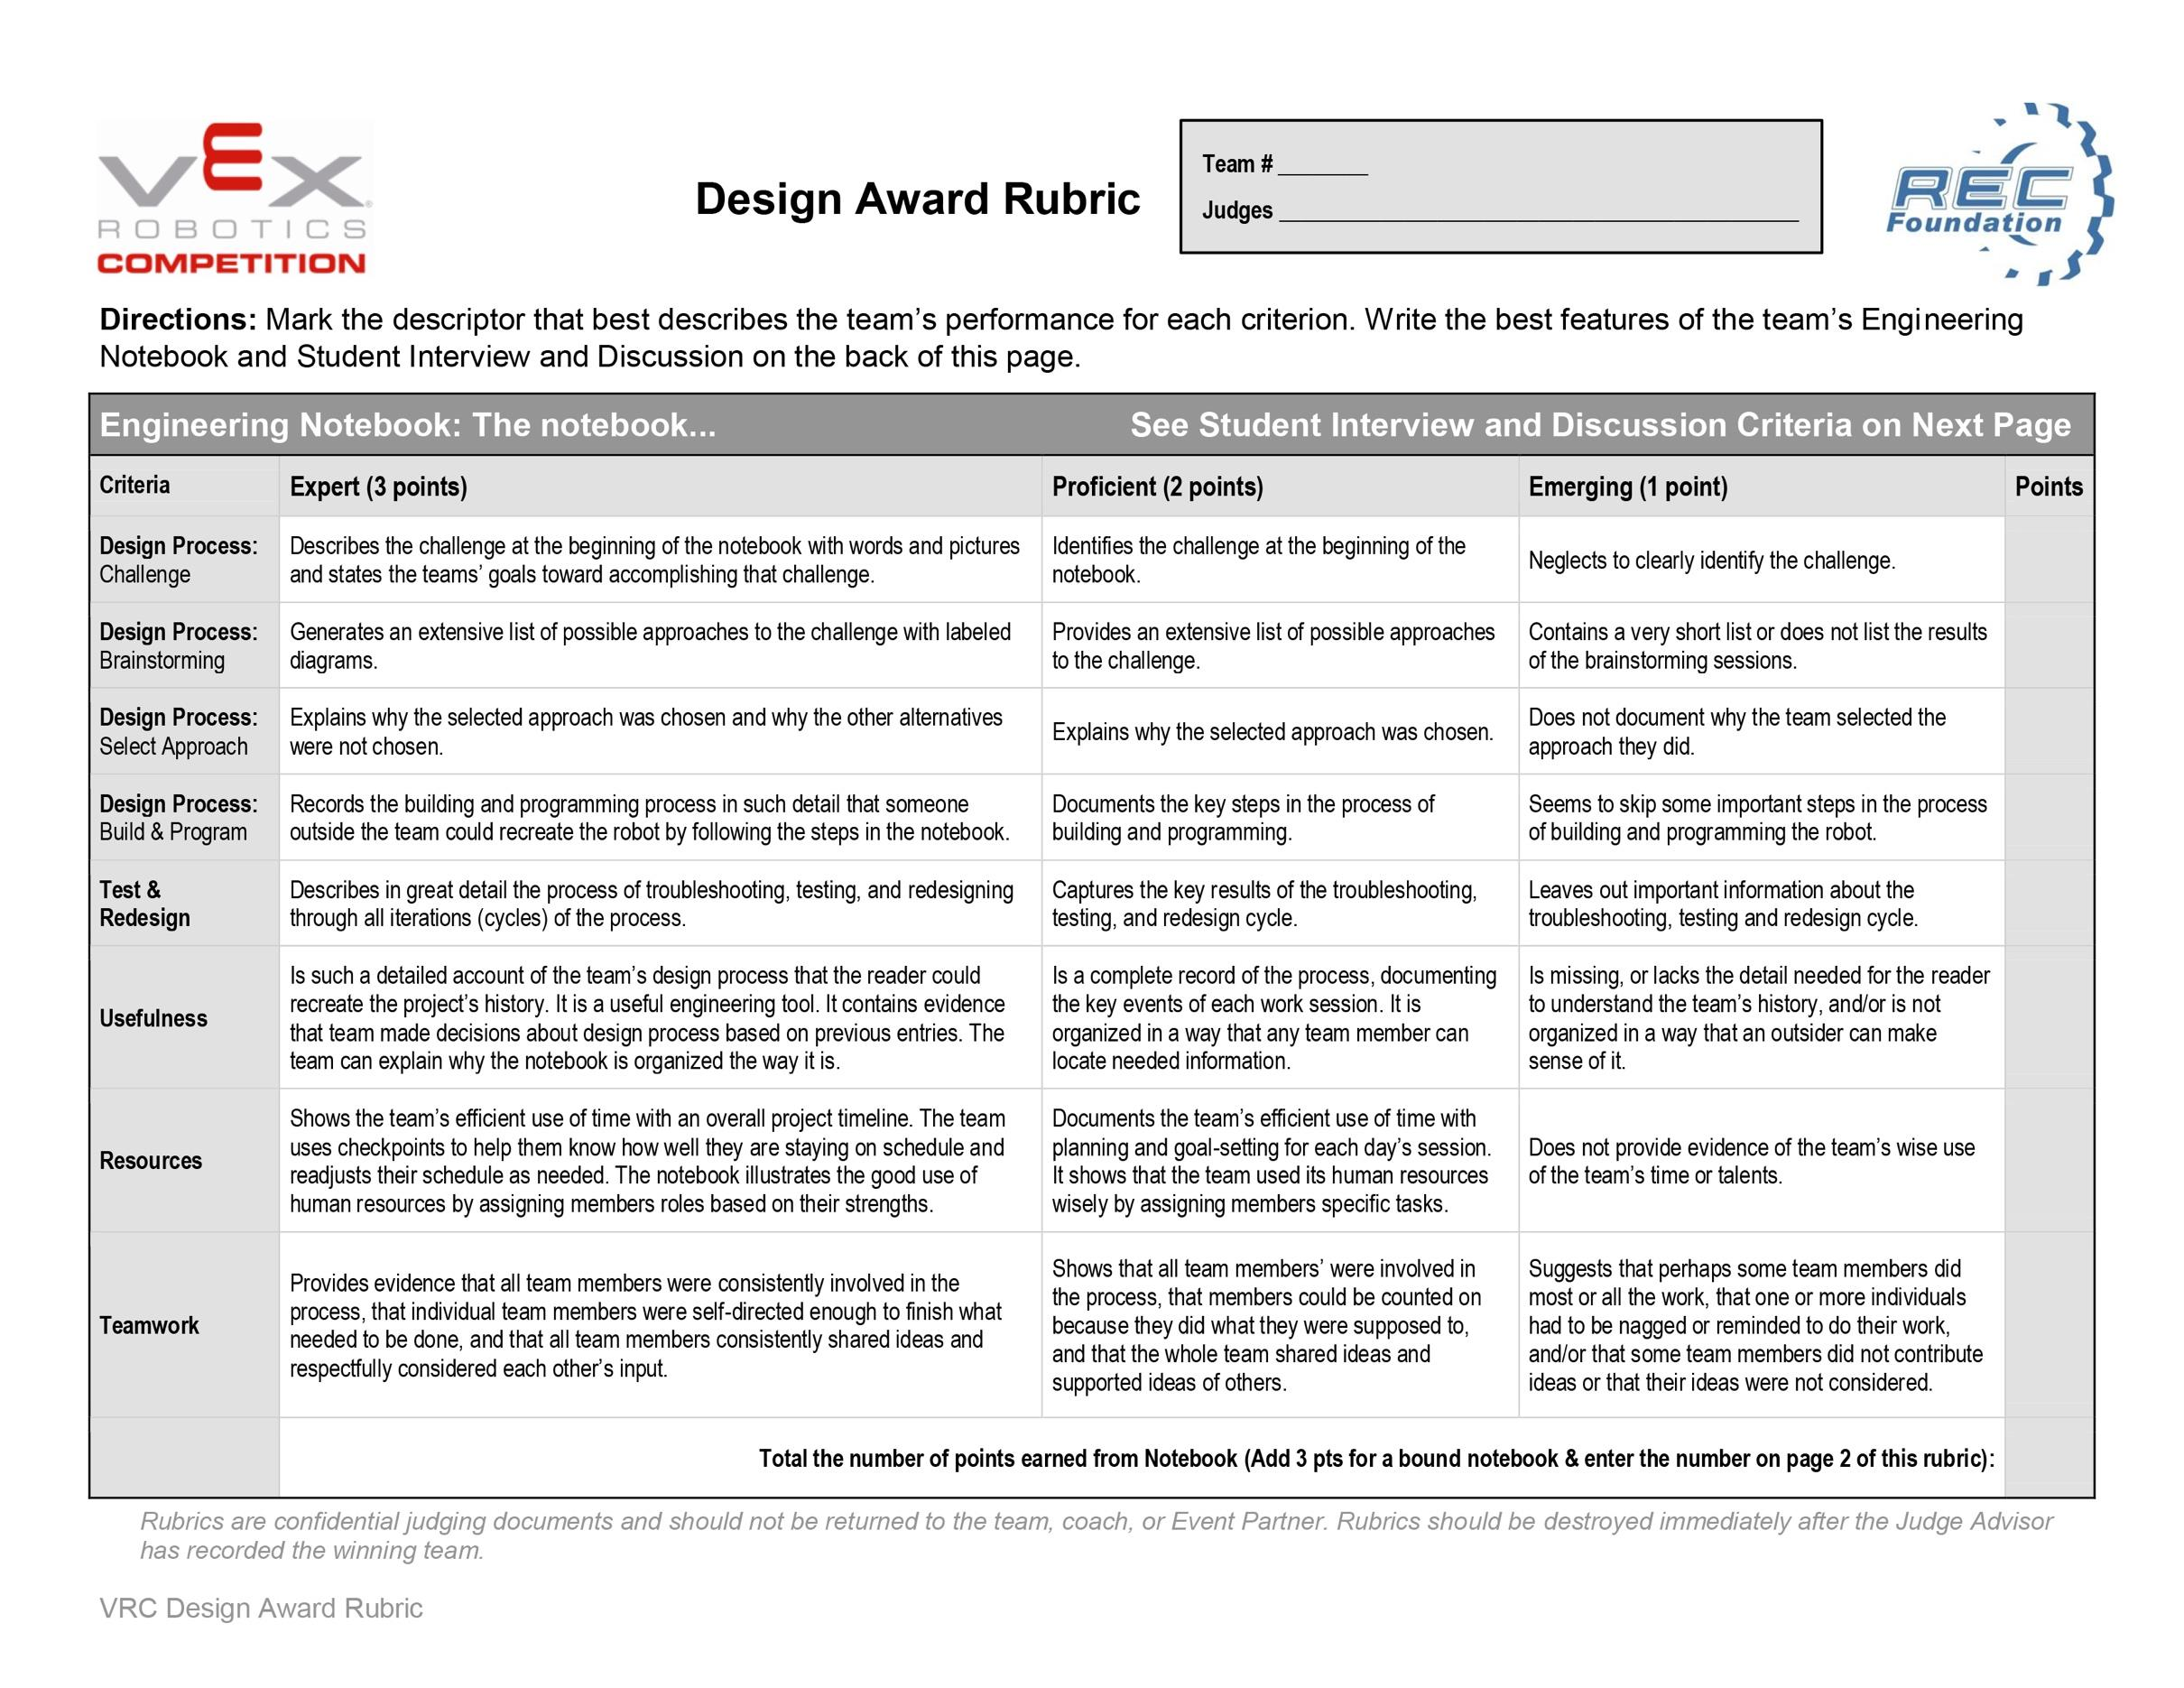 VEX
ROBOTICS
COMPETITION
Design Award Rubric
Team # _______
Judges _________________________________________
REC
Foundation
Directions: Mark the descriptor that best describes the team’s performance for each criterion. Write the best features of the team’s Engineering
Notebook and Student Interview and Discussion on the back of this page.
Engineering Notebook: The notebook... See Student Interview and Discussion Criteria on Next Page
Criteria
Expert (3 points)
Proficient (2 points)
Emerging (1 point)
Points
Design Process:
Challenge
Describes the challenge at the beginning of the notebook with words and pictures
and states the teams’ goals toward accomplishing that challenge.
Identifies the challenge at the beginning of the
notebook.
Neglects to clearly identify the challenge.
Design Process:
Brainstorming
Generates an extensive list of possible approaches to the challenge with labeled
diagrams.
Provides an extensive list of possible approaches
to the challenge.
Contains a very short list or does not list the results
of the brainstorming sessions.
Design Process:
Select Approach
Explains why the selected approach was chosen and why the other alternatives
were not chosen.
Explains why the selected approach was chosen.
Does not document why the team selected the
approach they did.
Design Process:
Build & Program
Records the building and programming process in such detail that someone
outside the team could recreate the robot by following the steps in the notebook.
Documents the key steps in the process of
building and programming.
Seems to skip some important steps in the process
of building and programming the robot.
Test &
Redesign
Describes in great detail the process of troubleshooting, testing, and redesigning
through all iterations (cycles) of the process.
Captures the key results of the troubleshooting,
testing, and redesign cycle.
Leaves out important information about the
troubleshooting, testing and redesign cycle.
Usefulness
Is such a detailed account of the team’s design process that the reader could
recreate the project’s history. It is a useful engineering tool. It contains evidence
that team made decisions about design process based on previous entries. The
team can explain why the notebook is organized the way it is.
Is a complete record of the process, documenting
the key events of each work session. It is
organized in a way that any team member can
locate needed information.
Is missing, or lacks the detail needed for the reader
to understand the team’s history, and/or is not
organized in a way that an outsider can make
sense of it.
Resources
Shows the team’s efficient use of time with an overall project timeline. The team
uses checkpoints to help them know how well they are staying on schedule and
readjusts their schedule as needed. The notebook illustrates the good use of
human resources by assigning members roles based on their strengths.
Documents the team’s efficient use of time with
planning and goal-setting for each day’s session.
It shows that the team used its human resources
wisely by assigning members specific tasks.
Does not provide evidence of the team’s wise use
of the team’s time or talents.
Teamwork
Provides evidence that all team members were consistently involved in the
process, that individual team members were self-directed enough to finish what
needed to be done, and that all team members consistently shared ideas and
respectfully considered each other’s input.
Shows that all team members’ were involved in
the process, that members could be counted on
because they did what they were supposed to,
and that the whole team shared ideas and
supported ideas of others.
Suggests that perhaps some team members did
most or all the work, that one or more individuals
had to be nagged or reminded to do their work,
and/or that some team members did not contribute
ideas or that their ideas were not considered.
Total the number of points earned from Notebook (Add 3 pts for a bound notebook & enter the number on page 2 of this rubric):
Rubrics are confidential judging documents and should not be returned to the team, coach, or Event Partner. Rubrics should be destroyed immediately after the Judge Advisor
has recorded the winning team.
VRC Design Award Rubric